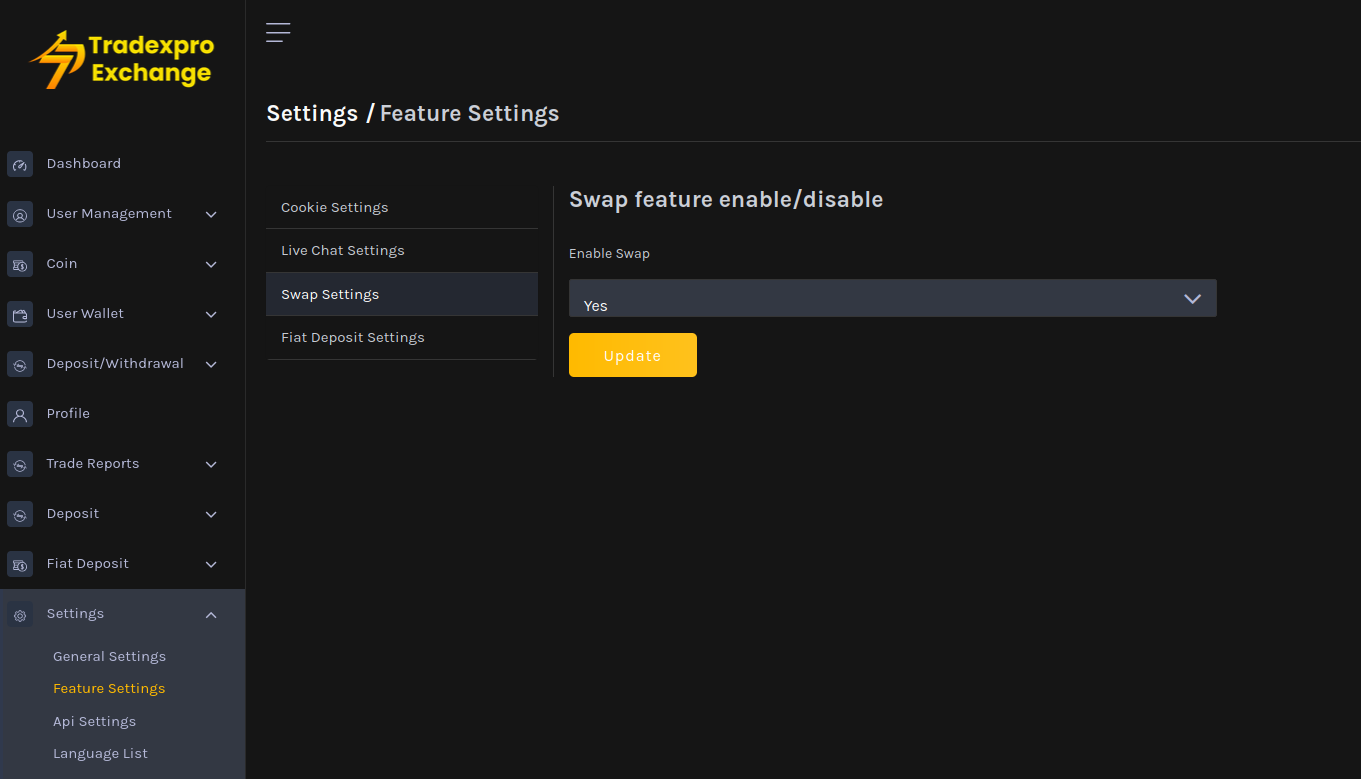 Tradexpro
Exchange
Dashboard
User Management
Coin
User Wallet
Deposit/Withdrawal
Profile
Trade Reports
Deposit
Fiat Deposit
Settings
General Settings
Feature Settings
Api Settings
Language List
Settings / Feature Settings
Cookie Settings
Live Chat Settings
Swap Settings
Fiat Deposit Settings
Swap feature enable/disable
Enable Swap
Yes
Update